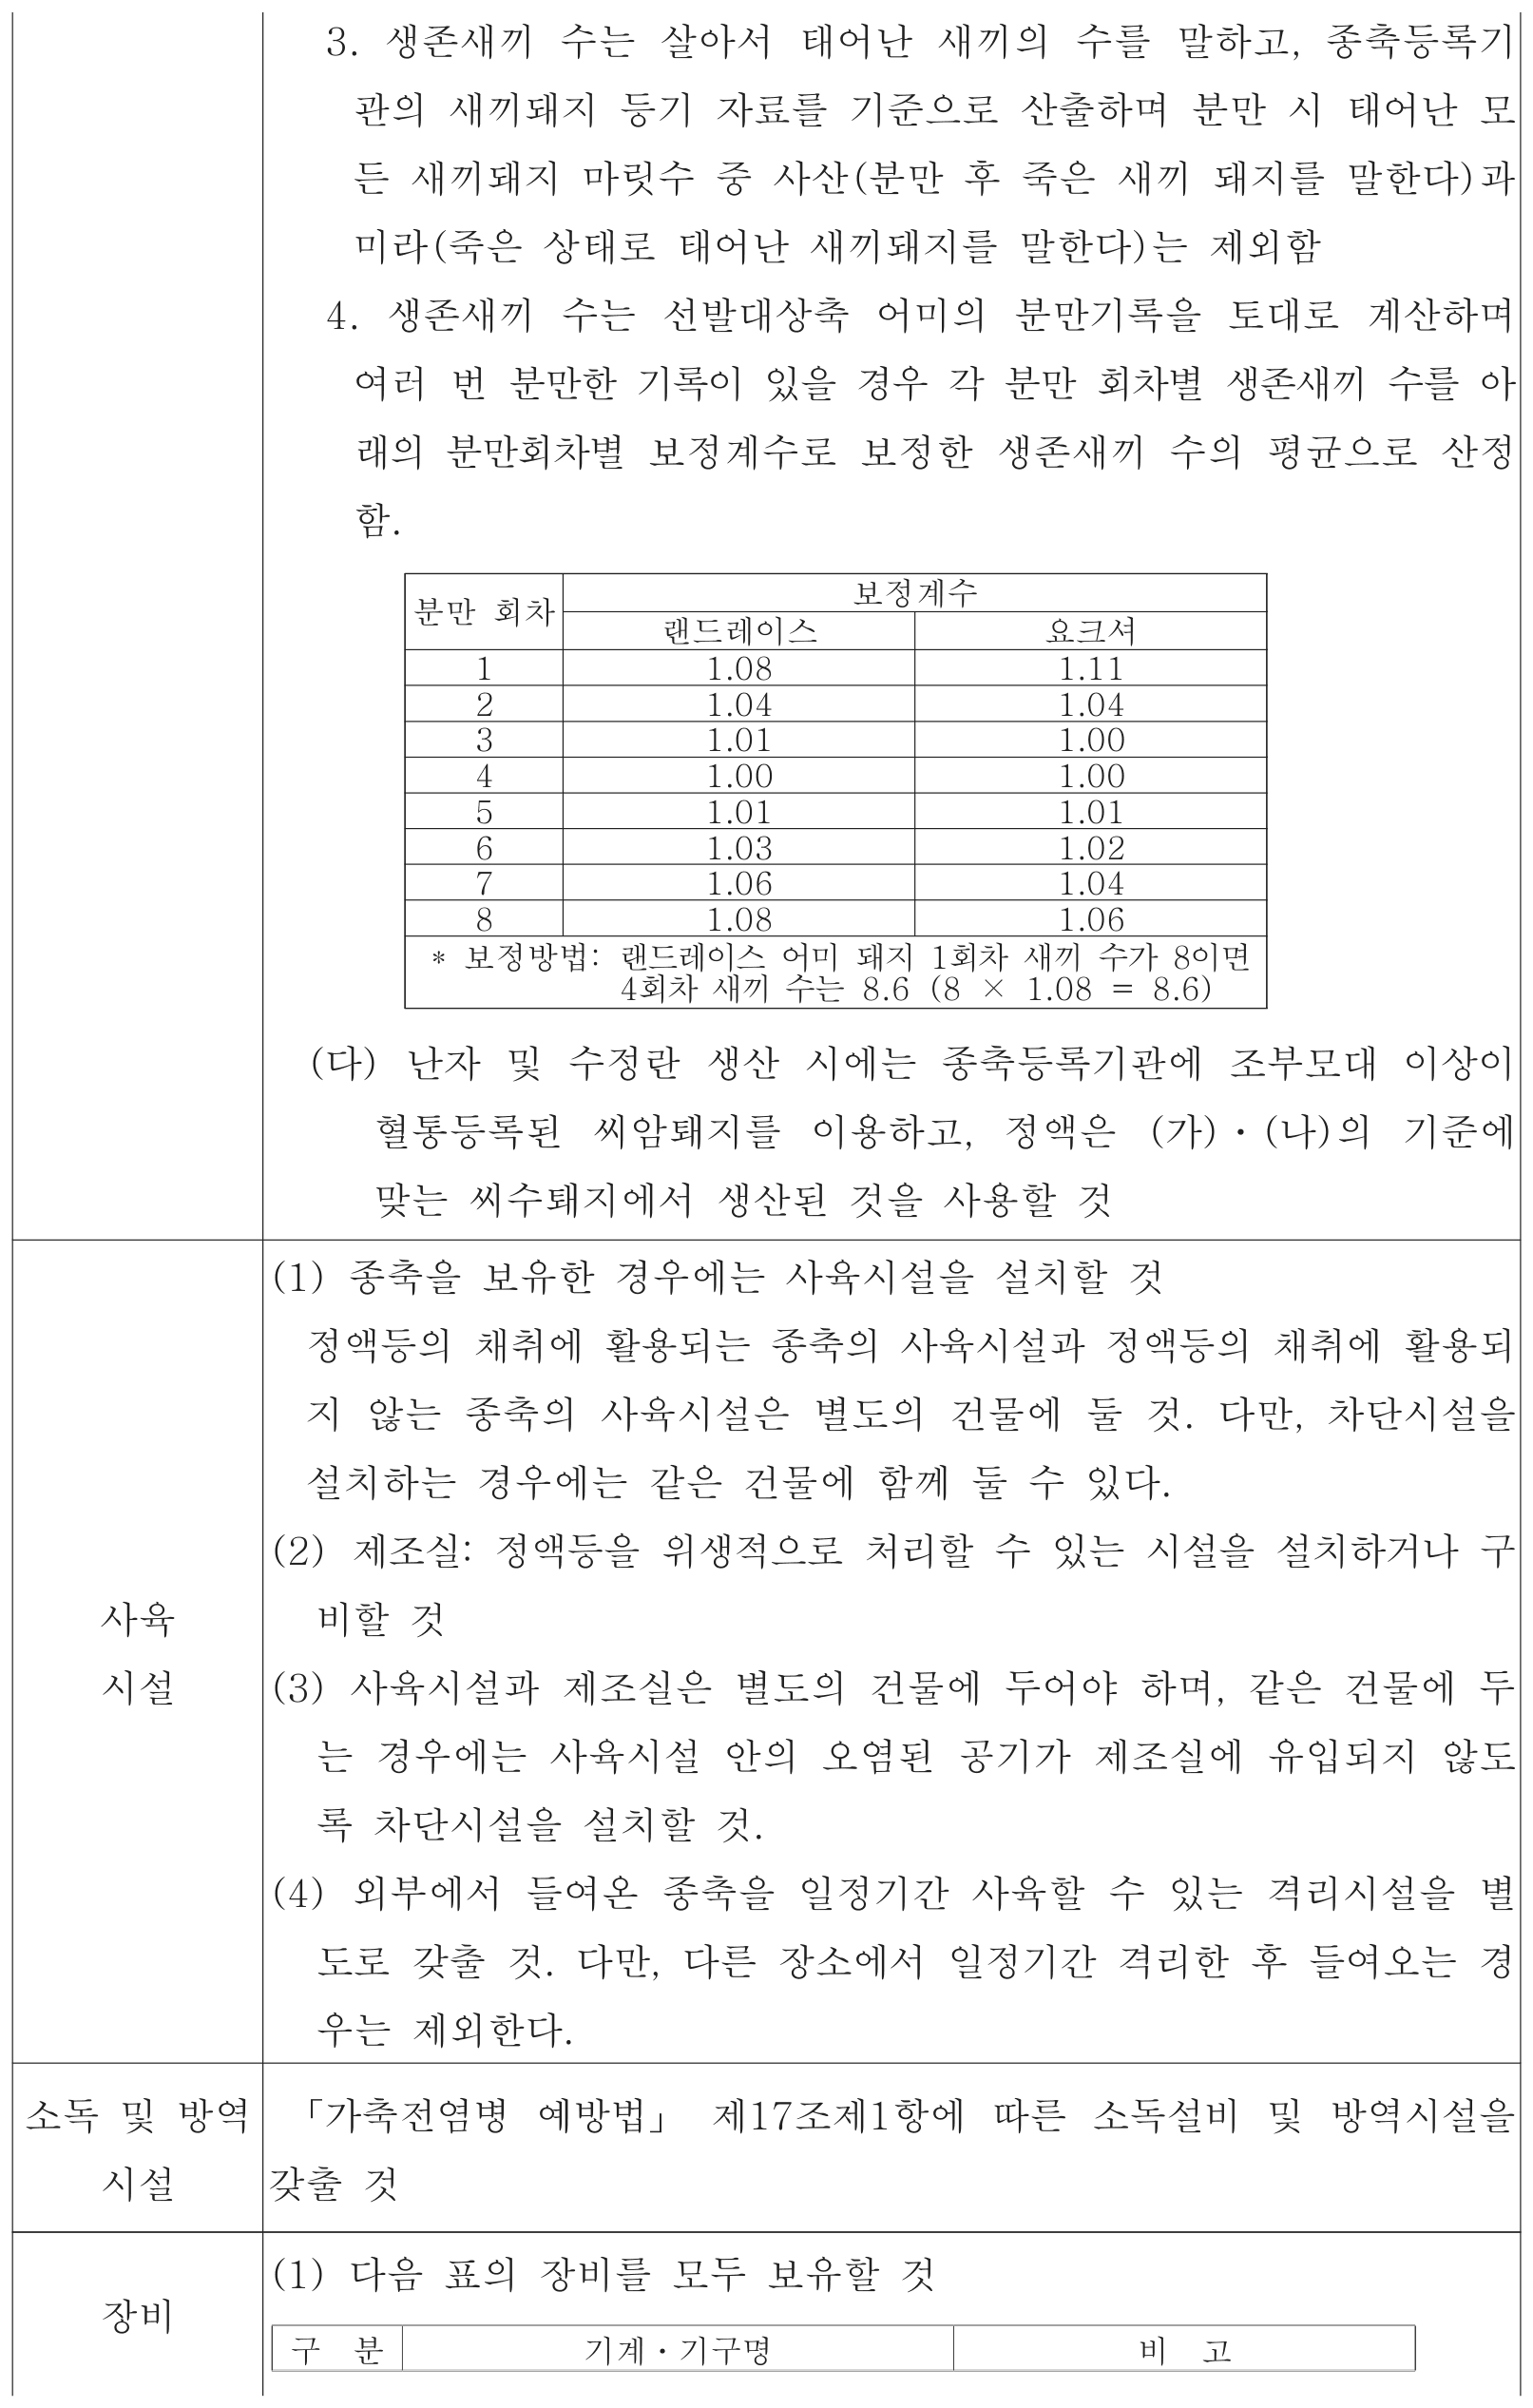 3. 생존새끼 수는 살아서 태어난 새끼의 수를 말하고, 종축등록기
관의 새끼돼지 등기 자료를 기준으로 산출하며 분만 시 태어난 모
든 새끼돼지 마릿수 중 사산(분만 후 죽은 새끼 돼지를 말한다)과
미라(죽은 상태로 태어난 새끼돼지를 말한다)는 제외함
4. 생존새끼 수는 선발대상축 어미의 분만기록을 토대로 계산하며
여러 번 분만한 기록이 있을 경우 각 분만 회차별 생존새끼 수를 아
래의 분만회차별 보정계수로 보정한 생존새끼 수의 평균으로 산정
함.
분만 회차 보정계수
랜드레이스 요크셔
1 1.08 1.11
2 1.04 1.04
3 1.01 1.00
4 1.00 1.00
5 1.01 1.01
6 1.03 1.02
7 1.06 1.04
8 1.08 1.06
* 보정방법: 랜드레이스 어미 돼지 1회차 새끼 수가 8이면
4회차 새끼 수는 8.6 (8 × 1.08 = 8.6)
(다) 난자 및 수정란 생산 시에는 종축등록기관에 조부모대 이상이
혈통등록된 씨암퇘지를 이용하고, 정액은 (가)·(나)의 기준에
맞는 씨수퇘지에서 생산된 것을 사용할 것
사육
시설
(1) 종축을 보유한 경우에는 사육시설을 설치할 것
정액등의 채취에 활용되는 종축의 사육시설과 정액등의 채취에 활용되
지 않는 종축의 사육시설은 별도의 건물에 둘 것. 다만, 차단시설을
설치하는 경우에는 같은 건물에 함께 둘 수 있다.
(2) 제조실: 정액등을 위생적으로 처리할 수 있는 시설을 설치하거나 구
비할 것
(3) 사육시설과 제조실은 별도의 건물에 두어야 하며, 같은 건물에 두
는 경우에는 사육시설 안의 오염된 공기가 제조실에 유입되지 않도
록 차단시설을 설치할 것.
(4) 외부에서 들여온 종축을 일정기간 사육할 수 있는 격리시설을 별
도로 갖출 것. 다만, 다른 장소에서 일정기간 격리한 후 들여오는 경
우는 제외한다.
소독 및 방역
시설
「가축전염병 예방법」 제17조제1항에 따른 소독설비 및 방역시설을
갖출 것
장비
(1) 다음 표의 장비를 모두 보유할 것
구 분 기계·기구명 비 고